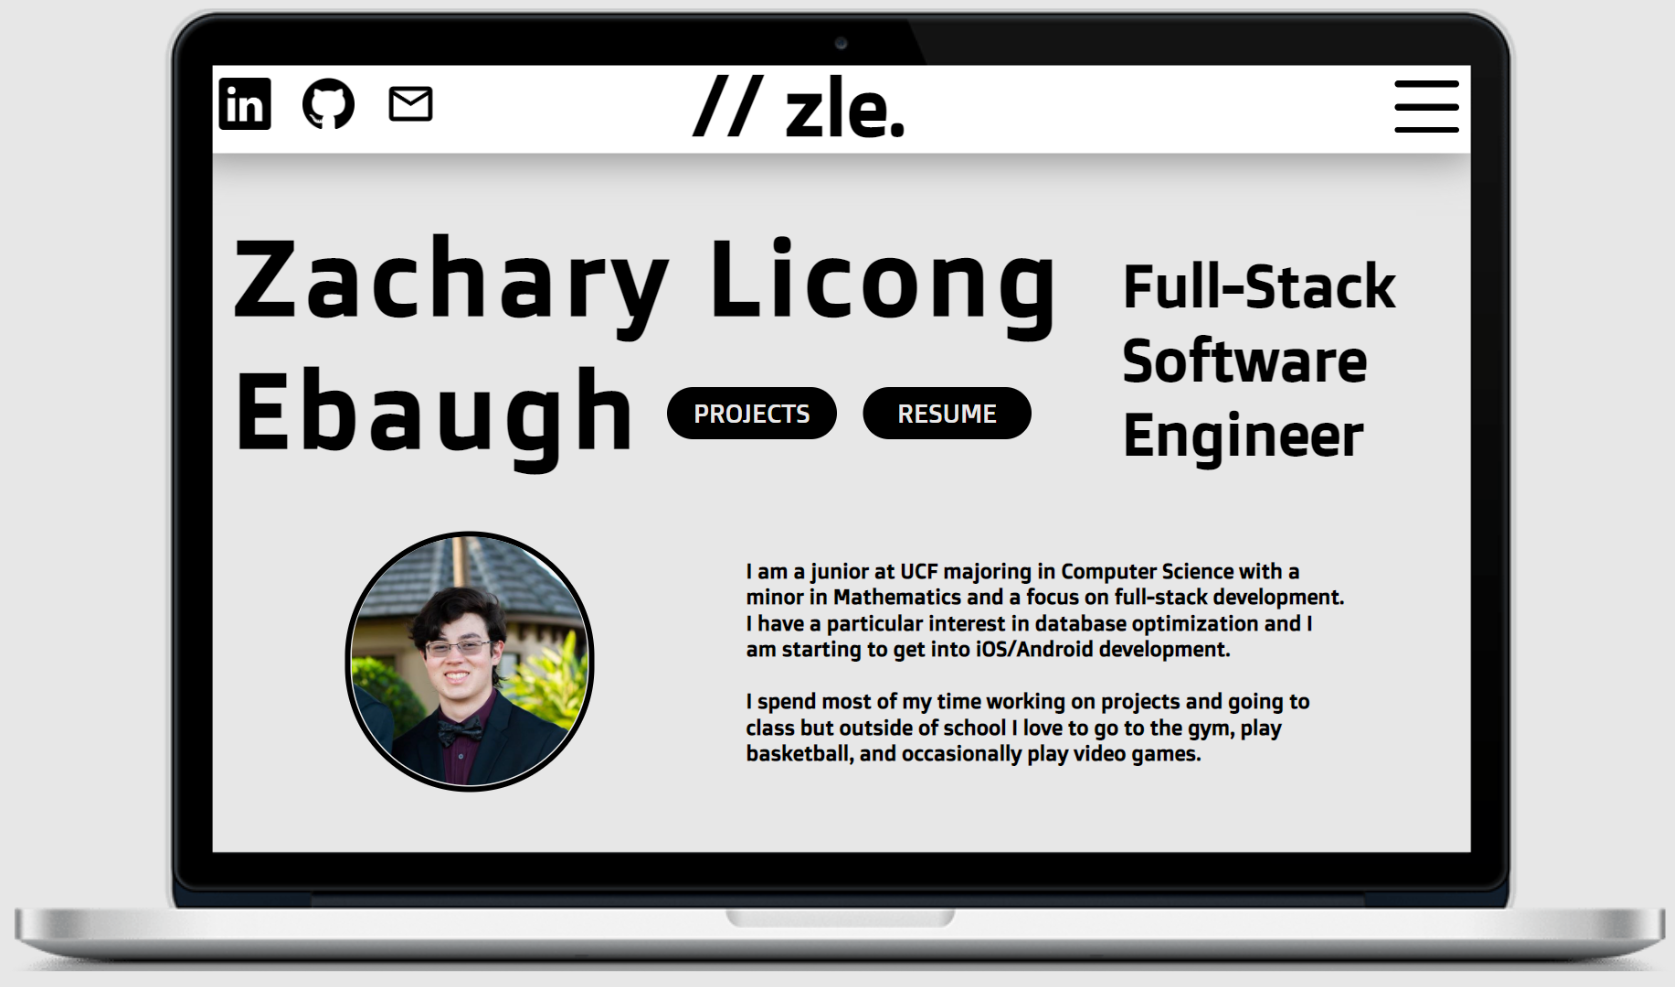 in
// zle.
Zachary Licong
Ebaugh
PROJECTS
RESUME
Full-Stack
Software
Engineer
I am a junior at UCF majoring in Computer Science with a
minor in Mathematics and a focus on full-stack development.
I have a particular interest in database optimization and I
am starting to get into iOS/Android development.
I spend most of my time working on projects and going to
class but outside of school I love to go to the gym, play
basketball, and occasionally play video games.